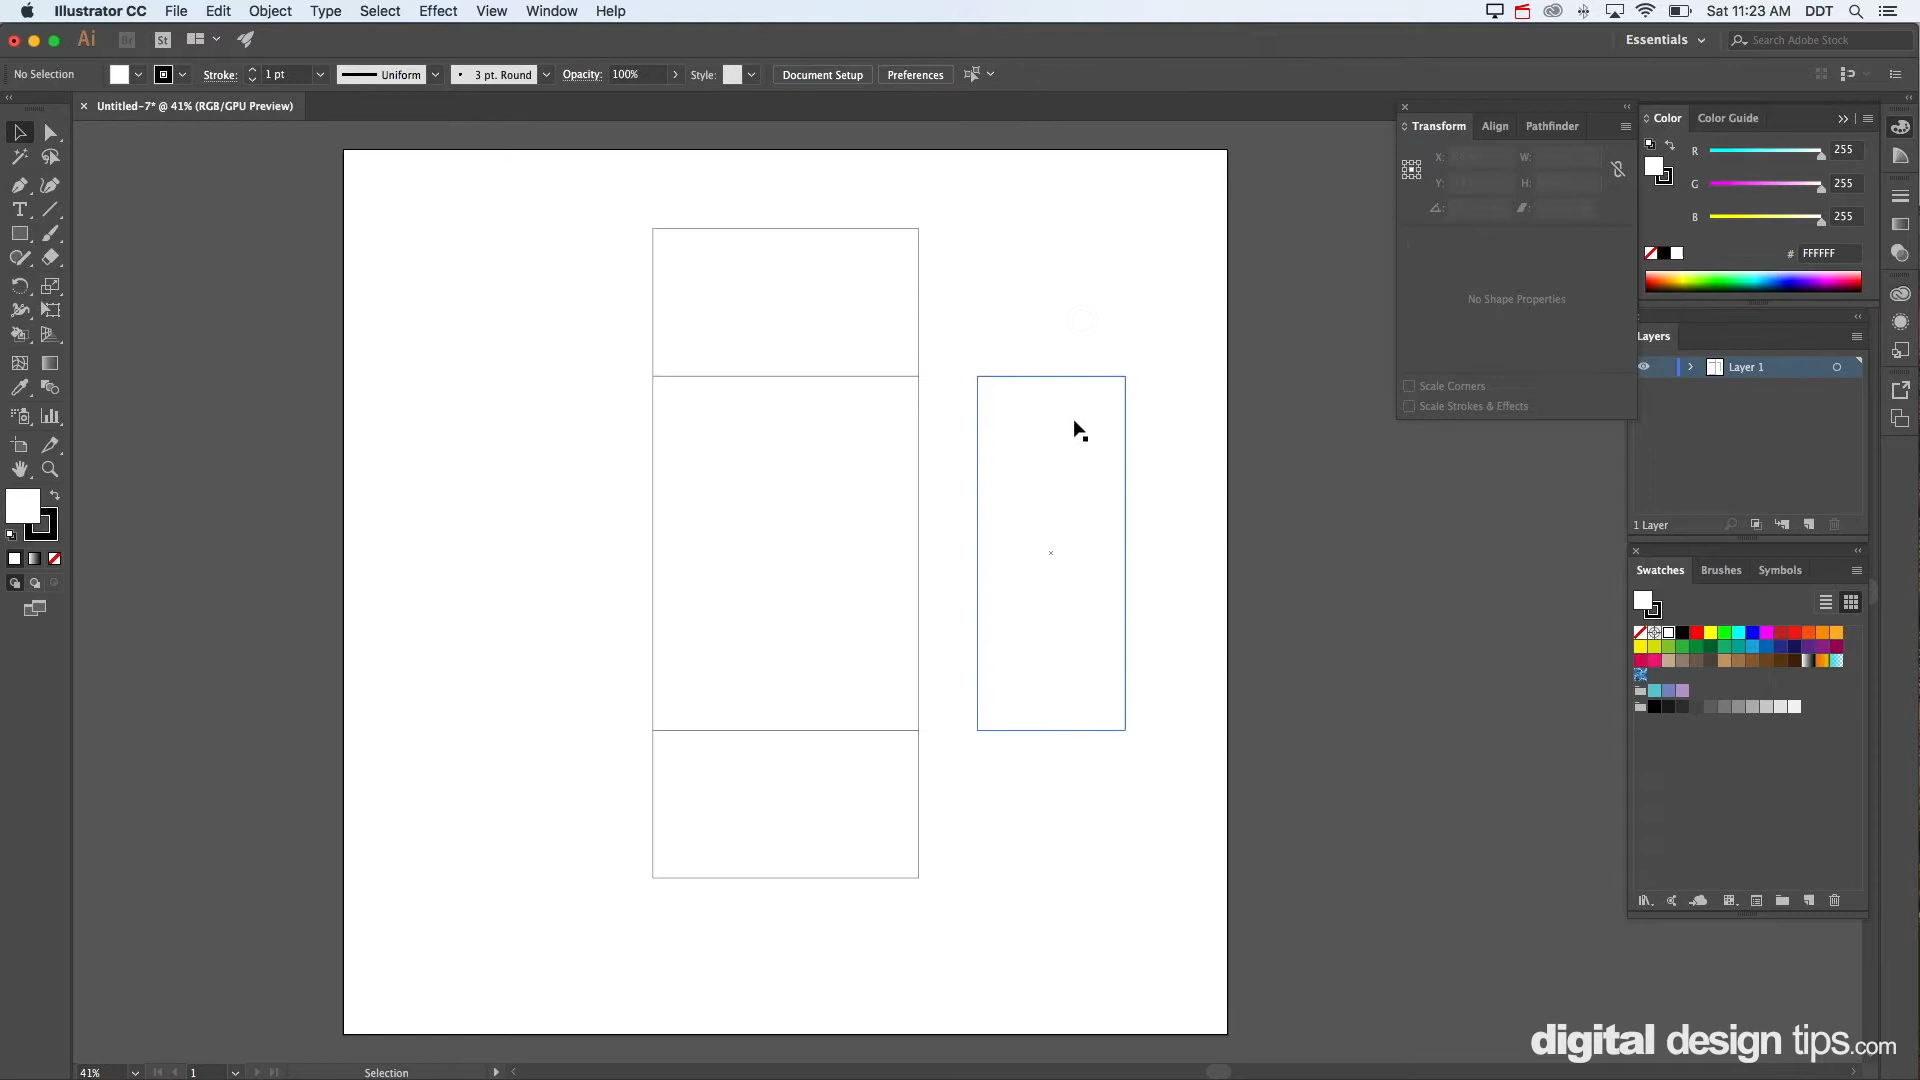 Illustrator CC File Edit Object Type Select Effect View Window Help
Sat 11:23 AM DDT
Ai Br St
Essentials
Search Adobe Stock
No Selection
Stroke: 1 pt
Uniform
3 pt. Round
Opacity: 100%
Style:
Document Setup
Preferences
Untitled-7* @ 41% (RGB/GPU Preview)
Transform Align Pathfinder
X: W:
Y: H:
No Shape Properties
Scale Corners
Scale Strokes & Effects
Color Color Guide
R 255
G 255
B 255
# FFFFFF
Layers
Layer 1
1 Layer
Swatches Brushes Symbols
41%
1
Selection
digital design tips.com